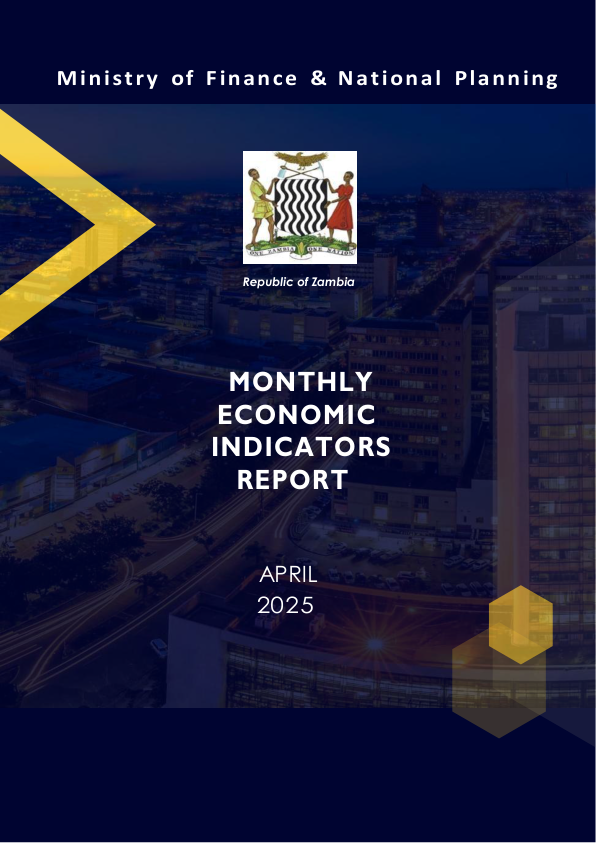 Ministry of Finance & National Planning
ONE ZAMBIA ONE NATION
Republic of Zambia
MONTHLY
ECONOMIC
INDICATORS
REPORT
APRIL
2025